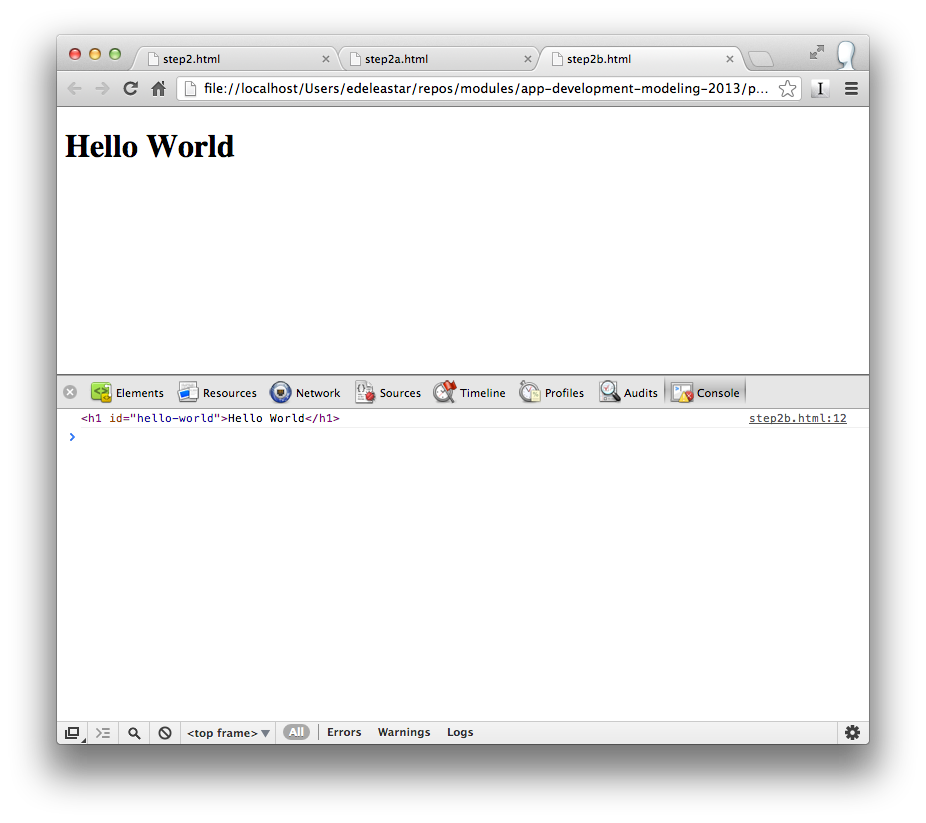 step2.html step2a.html step2b.html
file://localhost/Users/edeleastar/repos/modules/app-development-modeling-2013/p... I
Hello World
Elements Resources Network Sources Timeline Profiles Audits Console
<h1 id="hello-world">Hello World</h1> step2b.html:12
<top frame> All Errors Warnings Logs